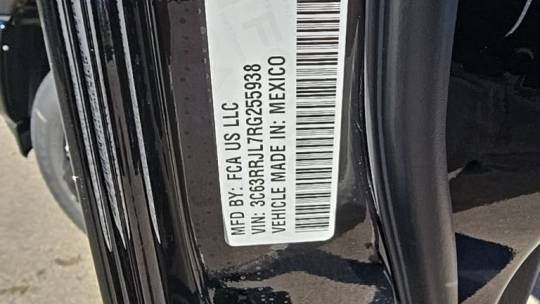 MFD BY: FCA US LLC
VIN: 3C63RRJL7RG255938
VEHICLE MADE IN: MEXICO